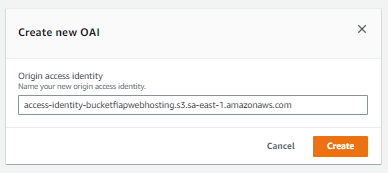 Create new OAI
Origin access identity
Name your new origin access identity.
access-identity-bucketfiapwebhosting.s3.sa-east-1.amazonaws.com
Cancel
Create